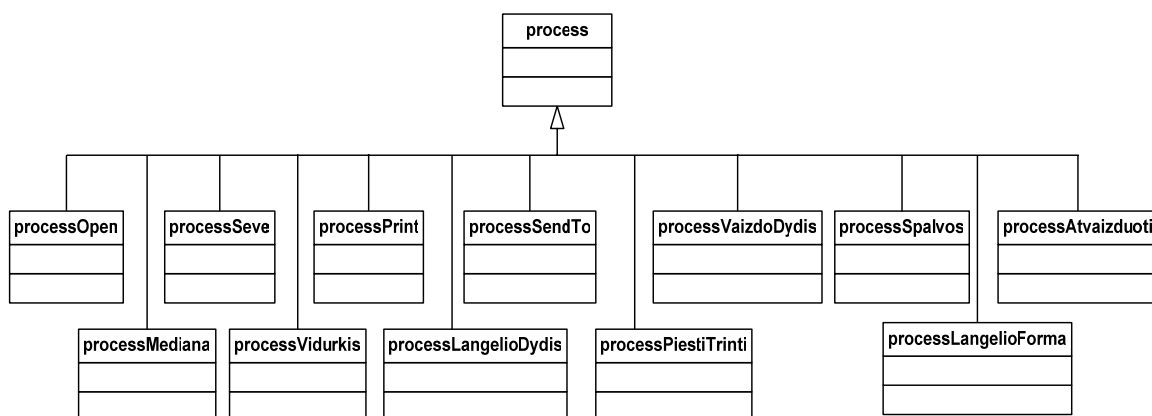 process
processOpen
processSeve
processPrint
processSendTo
processVaizdoDydis
processSpalvos
processAtvaizduoti
processMediana
processVidurkis
processLangelioDydis
processPiestiTrinti
processLangelioForma